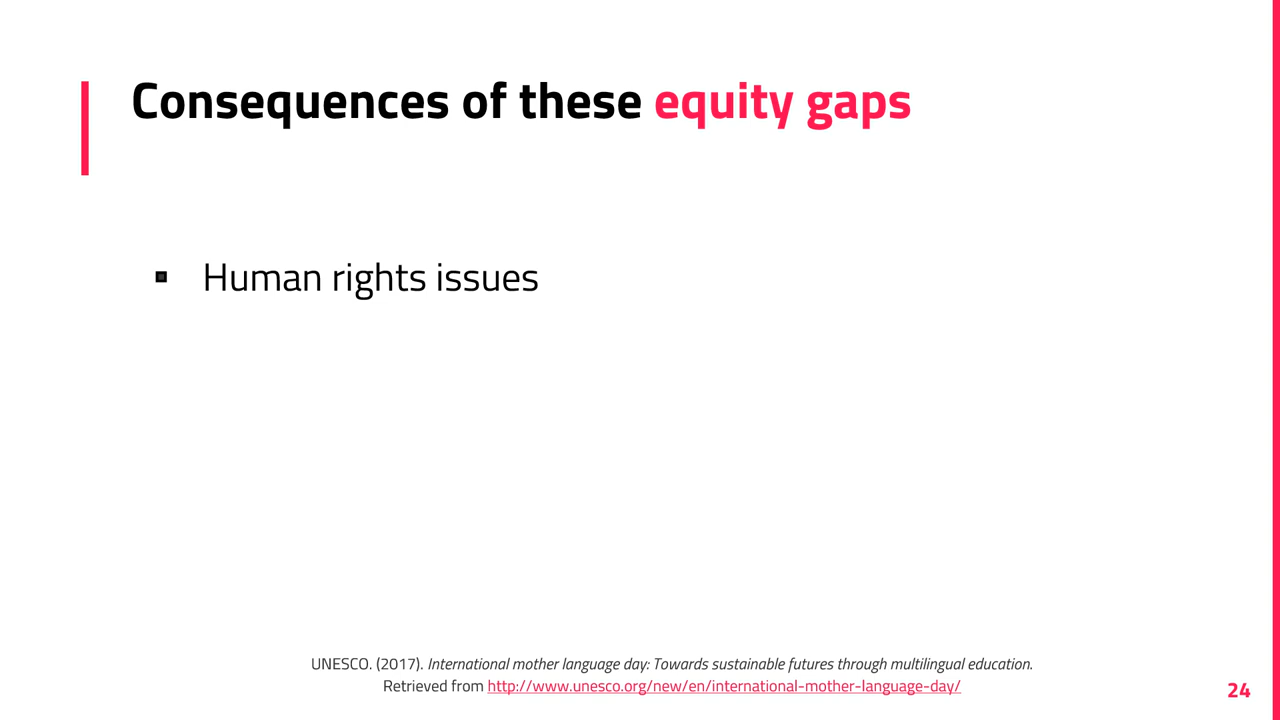 Consequences of these equity gaps
▪ Human rights issues
UNESCO. (2017). International mother language day: Towards sustainable futures through multilingual education.
Retrieved from http://www.unesco.org/new/en/international-mother-language-day/
24